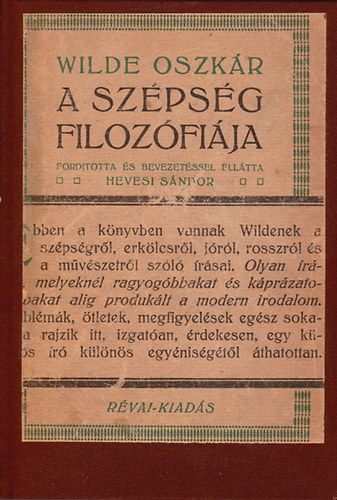 WILDE OSZKÁR
A SZÉPSÉG
FILOZÓFIÁJA
FORDITOTTA ÉS BEVEZETÉSSEL ELLÁTTA
HEVESI SÁNDOR
bben a könyvben vannak Wildenek a
szépségről, erkölcsről, jóról, rosszról és
a művészetről szóló írásai. Olyan írá-
melyeknél ragyogóbbakat és káprázato-
bakat alig produkált a modern irodalom.
blémák, ötletek, megfigyelések egész soka-
a rajzik itt, izgatóan, érdekesen, egy kü-
ös író különös egyéniségétől áthatottan.
RÉVAI-KIADÁS